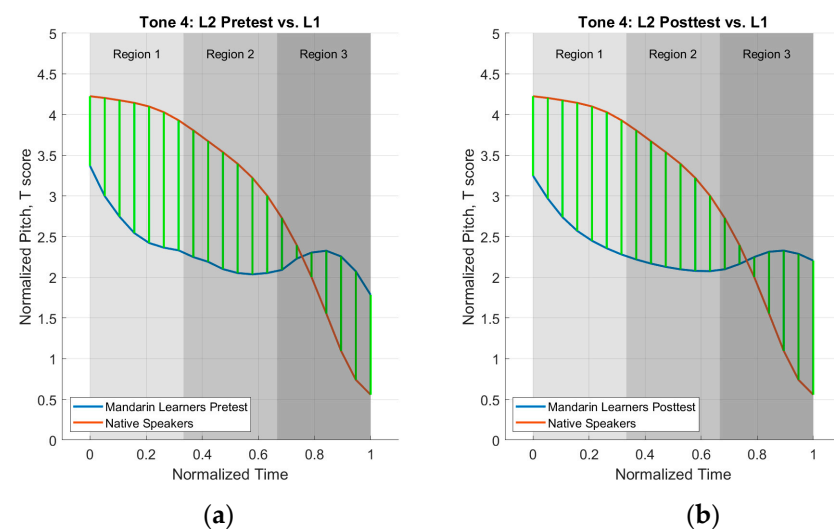 Tone 4: L2 Pretest vs. L1
Region 1 Region 2 Region 3
Normalized Pitch, T score
5
4.5
4
3.5
3
2.5
2
1.5
1
0.5
0
Mandarin Learners Pretest
Native Speakers
0 0.2 0.4 0.6 0.8 1
Normalized Time
(a)
Tone 4: L2 Posttest vs. L1
Region 1 Region 2 Region 3
Normalized Pitch, T score
5
4.5
4
3.5
3
2.5
2
1.5
1
0.5
0
Mandarin Learners Posttest
Native Speakers
0 0.2 0.4 0.6 0.8 1
Normalized Time
(b)